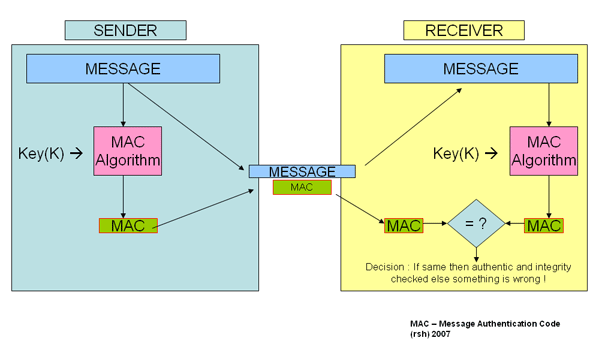 SENDER
MESSAGE
Key(K) →
MAC
Algorithm
MAC
MESSAGE
MAC
RECEIVER
MESSAGE
Key(K) →
MAC
Algorithm
MAC
= ?
MAC
Decision : If same then authentic and integrity
checked else something is wrong !
MAC – Message Authentication Code
(rsh) 2007